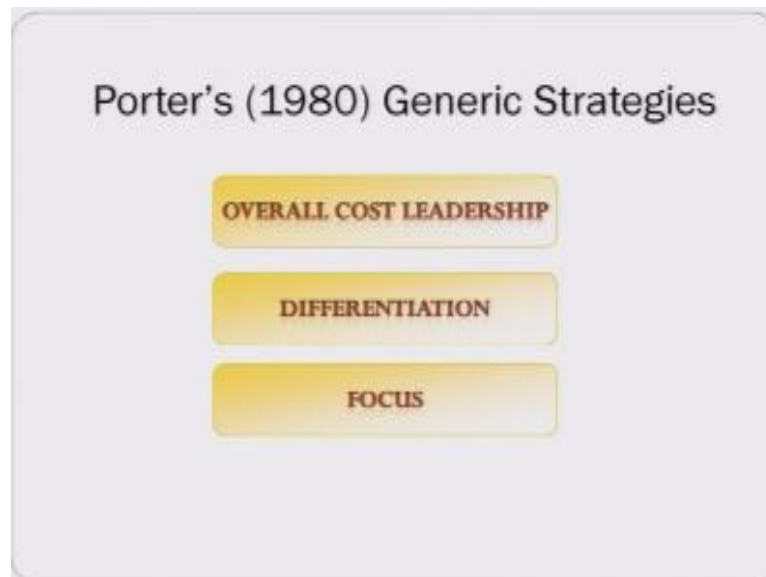 Porter's (1980) Generic Strategies
OVERALL COST LEADERSHIP
DIFFERENTIATION
FOCUS